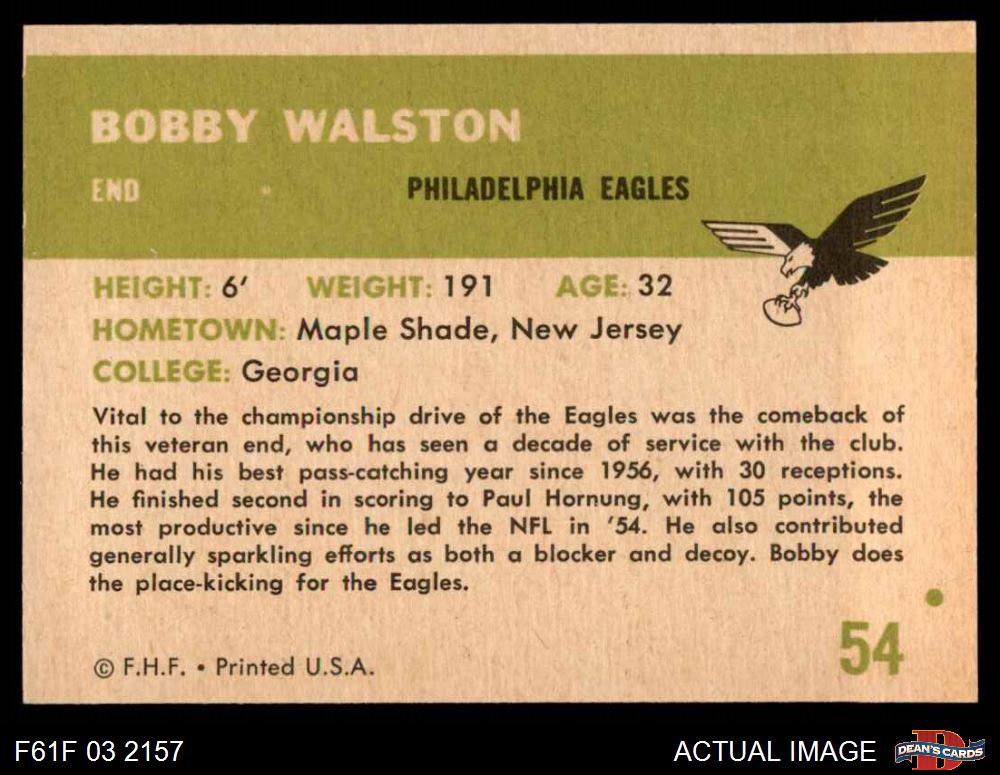 BOBBY WALSTON
END PHILADELPHIA EAGLES
HEIGHT: 6' WEIGHT: 191 AGE: 32
HOMETOWN: Maple Shade, New Jersey
COLLEGE: Georgia
Vital to the championship drive of the Eagles was the comeback of
this veteran end, who has seen a decade of service with the club.
He had his best pass-catching year since 1956, with 30 receptions.
He finished second in scoring to Paul Hornung, with 105 points, the
most productive since he led the NFL in '54. He also contributed
generally sparkling efforts as both a blocker and decoy. Bobby does
the place-kicking for the Eagles.
54
© F.H.F. • Printed U.S.A.
F61F 03 2157 ACTUAL IMAGE D DEAN'S CARDS